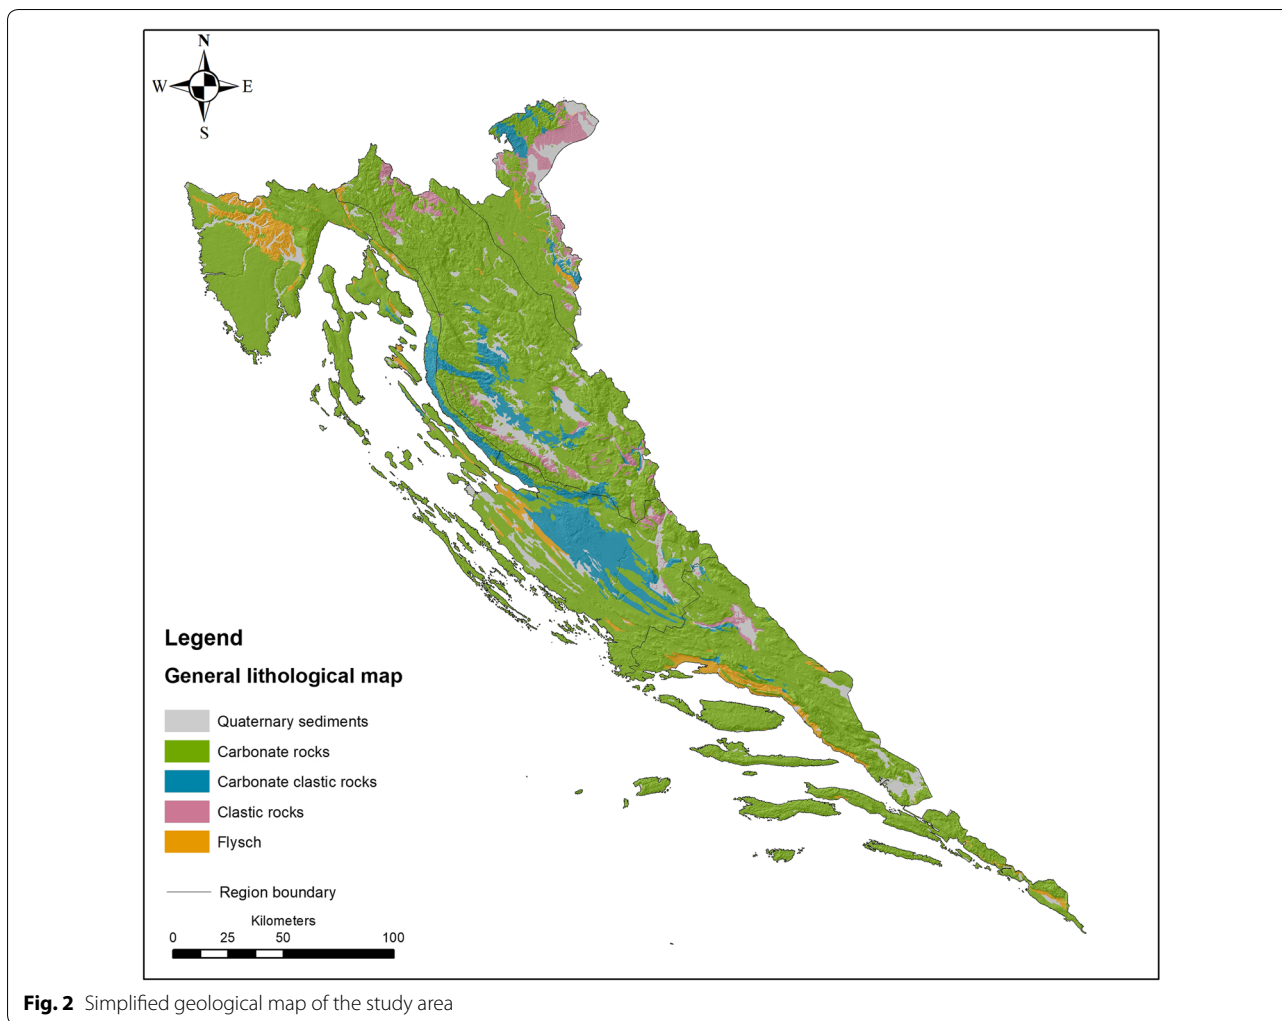 N
W E
S
Legend
General lithological map
Quaternary sediments
Carbonate rocks
Carbonate clastic rocks
Clastic rocks
Flysch
Region boundary
Kilometers
0 25 50 100
Fig. 2 Simplified geological map of the study area